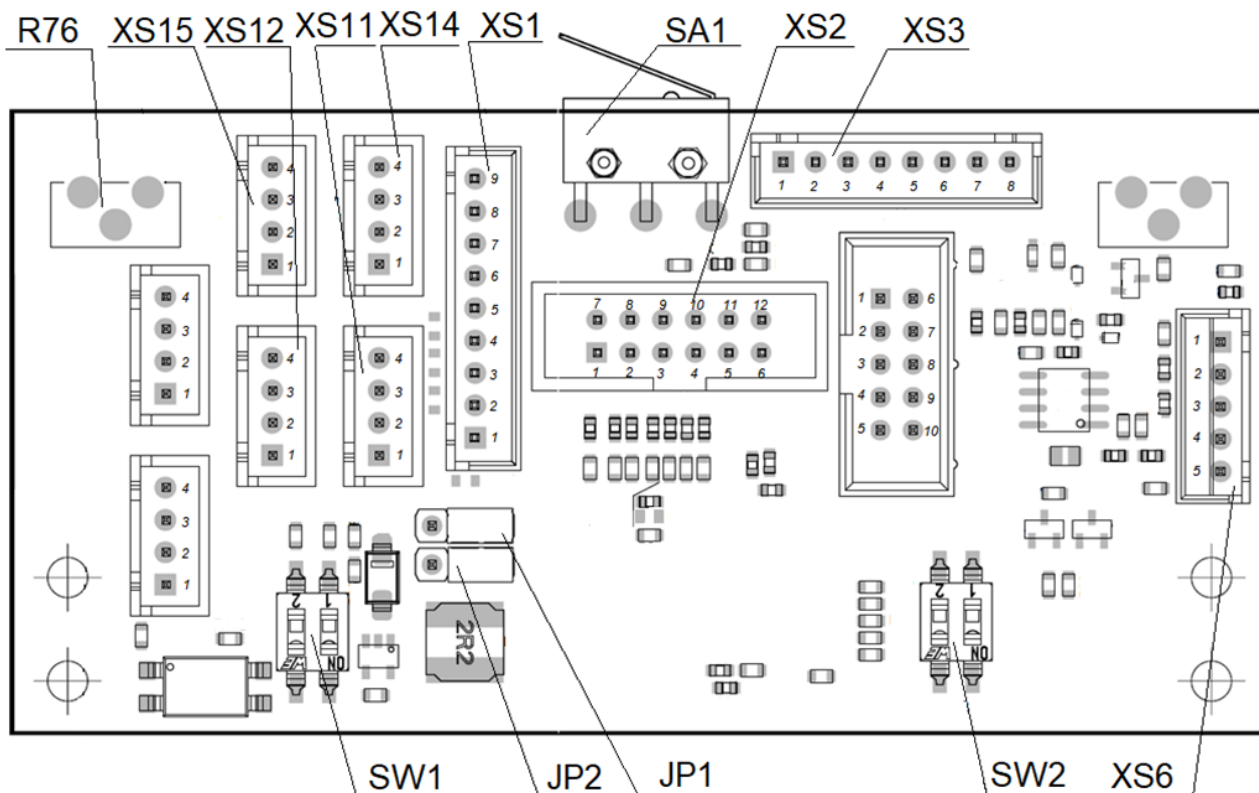 R76 XS15 XS12 XS11 XS14 XS1 SA1 XS2 XS3
4 3 2 1
4 3 2 1
9 8 7 6 5 4 3 2 1
1 2 3 4 5 6 7 8
7 8 9 10 11 12
1 2 3 4 5 6
1 6
2 7
3 8
4 9
5 10
1 2 3 4 5
4 3 2 1
4 3 2 1
4 3 2 1
4 3 2 1
2 1
ON
2R2
2 1
ON
SW1 JP2 JP1 SW2 XS6